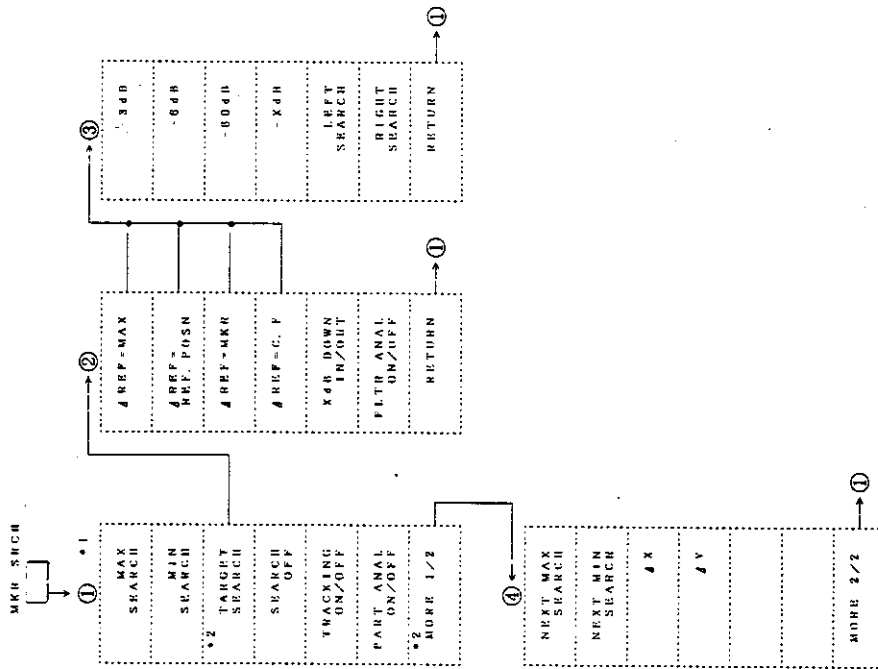 MKR SRCH
① *1
MAX
SEARCH
MIN
SEARCH
*2
TARGET
SEARCH
SEARCH
OFF
TRACKING
ON/OFF
PART ANAL
ON/OFF
*2
MORE 1/2
②
⊿REF=MAX
⊿REF=
REF. POSN
⊿REF=MKR
⊿REF=C. F
XdB DOWN
IN/OUT
FLTR ANAL
ON/OFF
RETURN
①
③
-3dB
-6dB
-60dB
-XdB
LEFT
SEARCH
RIGHT
SEARCH
RETURN
①
④
NEXT MAX
SEARCH
NEXT MIN
SEARCH
⊿X
⊿Y
MORE 2/2
①